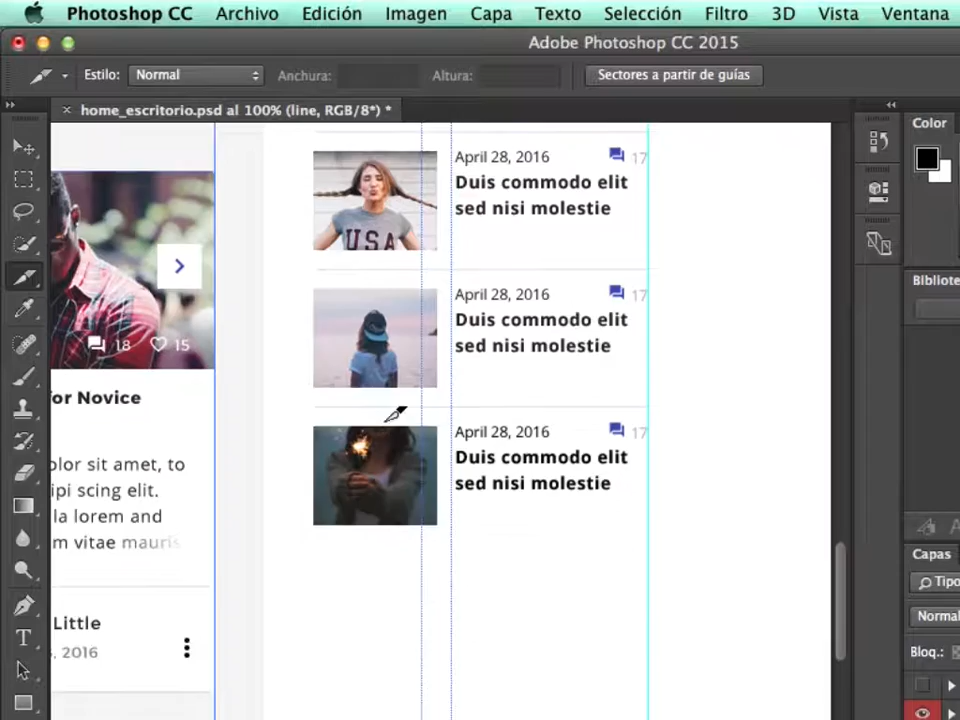 Photoshop CC Archivo Edición Imagen Capa Texto Selección Filtro 3D Vista Ventana
Adobe Photoshop CC 2015
Estilo: Normal Anchura: Altura: Sectores a partir de guías
home_escritorio.psd al 100% (line, RGB/8*) *
Color
April 28, 2016 17
Duis commodo elit
sed nisi molestie
USA
18 15
April 28, 2016 17
Duis commodo elit
sed nisi molestie
for Novice
April 28, 2016 17
Duis commodo elit
sed nisi molestie
olor sit amet, to
ipi scing elit.
la lorem and
m vitae mauris
Little
, 2016
Bibliote
Capas
Tipo
Normal
Bloq.: